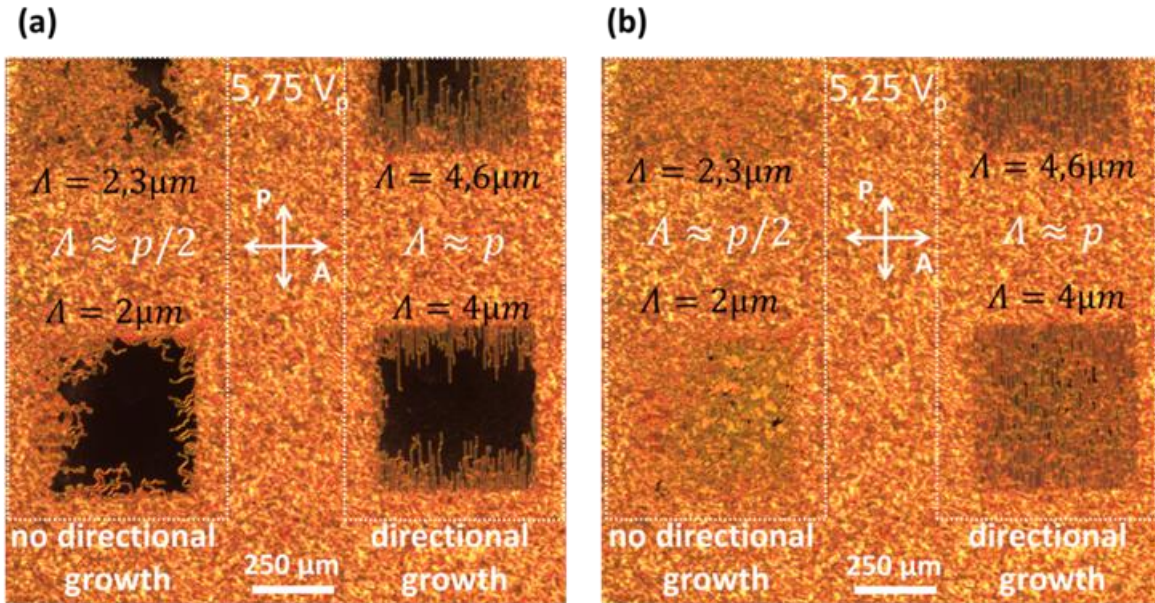 (a)
5,75 Vp
Λ = 2,3μm
Λ = 4,6μm
P
A
Λ ≈ p/2
Λ ≈ p
Λ = 2μm
Λ = 4μm
no directional
growth
directional
growth
250 μm
(b)
5,25 Vp
Λ = 2,3μm
Λ = 4,6μm
P
A
Λ ≈ p/2
Λ ≈ p
Λ = 2μm
Λ = 4μm
no directional
growth
directional
growth
250 μm